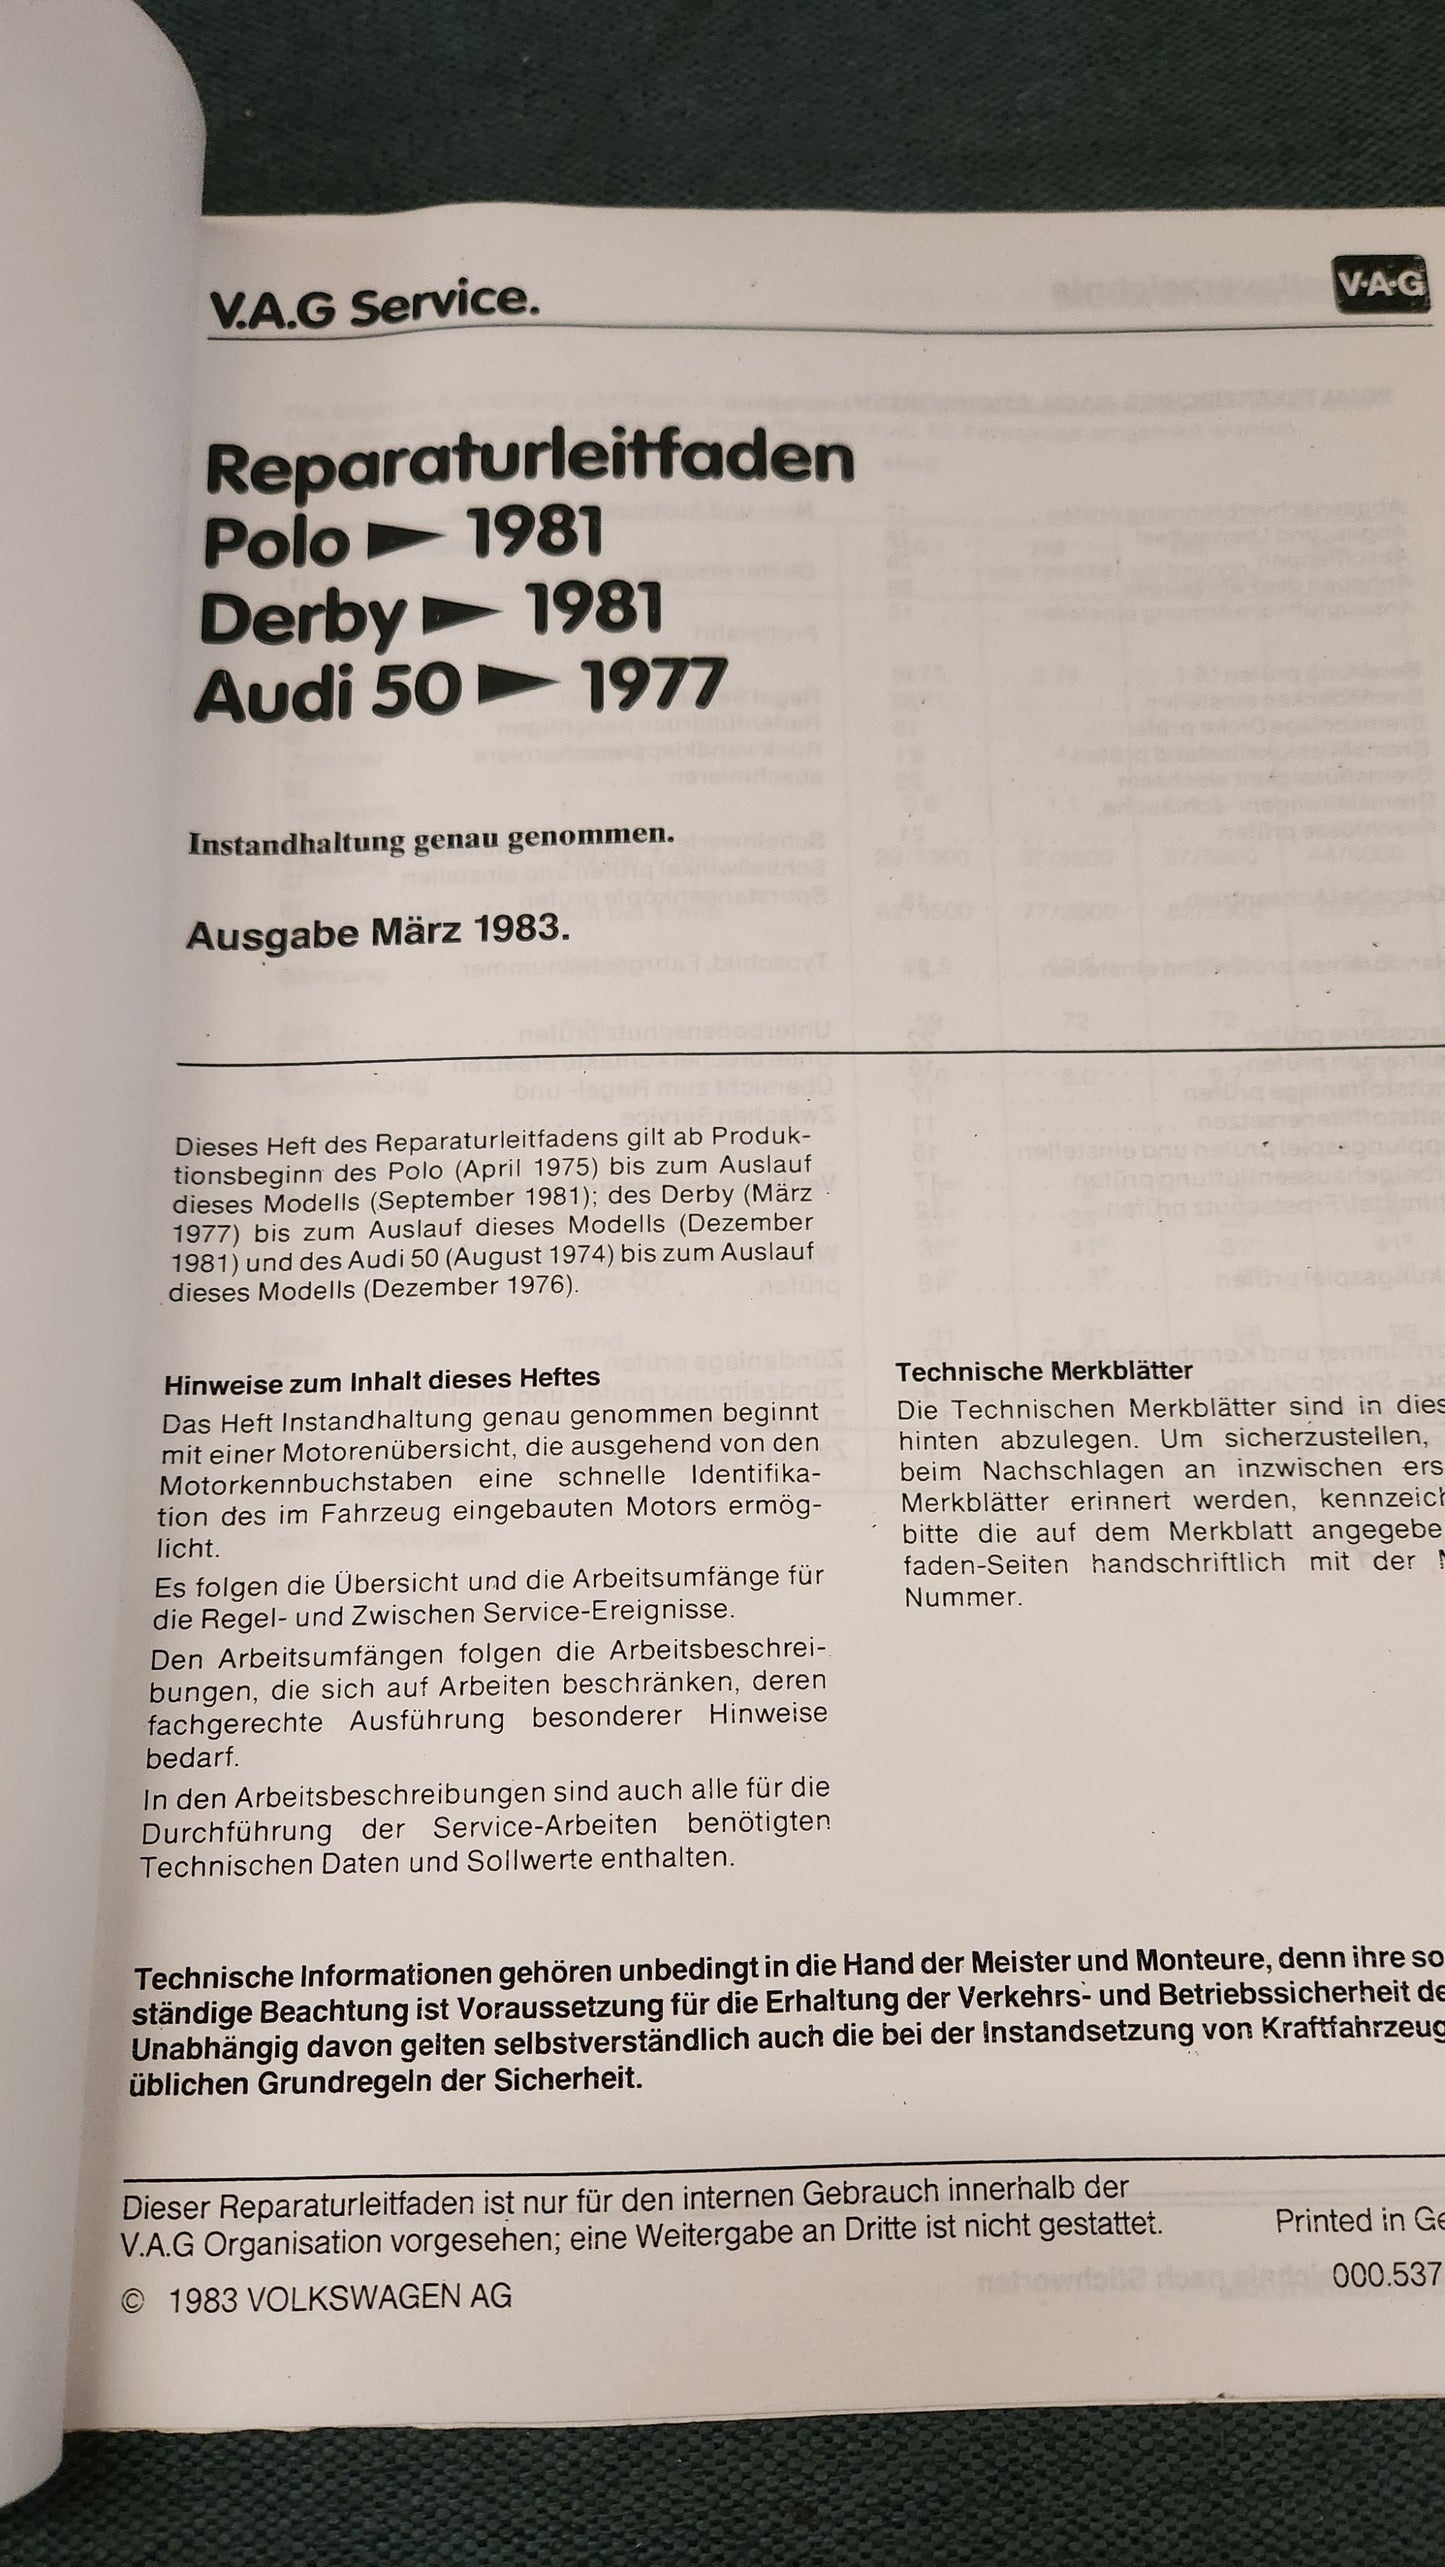 V.A.G Service.
V·A·G
Reparaturleitfaden
Polo ► 1981
Derby ► 1981
Audi 50 ► 1977
Instandhaltung genau genommen.
Ausgabe März 1983.
Dieses Heft des Reparaturleitfadens gilt ab Produk-
tionsbeginn des Polo (April 1975) bis zum Auslauf
dieses Modells (September 1981); des Derby (März
1977) bis zum Auslauf dieses Modells (Dezember
1981) und des Audi 50 (August 1974) bis zum Auslauf
dieses Modells (Dezember 1976).
Hinweise zum Inhalt dieses Heftes
Das Heft Instandhaltung genau genommen beginnt
mit einer Motorenübersicht, die ausgehend von den
Motorkennbuchstaben eine schnelle Identifika-
tion des im Fahrzeug eingebauten Motors ermög-
licht.
Es folgen die Übersicht und die Arbeitsumfänge für
die Regel- und Zwischen Service-Ereignisse.
Den Arbeitsumfängen folgen die Arbeitsbeschrei-
bungen, die sich auf Arbeiten beschränken, deren
fachgerechte Ausführung besonderer Hinweise
bedarf.
In den Arbeitsbeschreibungen sind auch alle für die
Durchführung der Service-Arbeiten benötigten
Technischen Daten und Sollwerte enthalten.
Technische Merkblätter
Die Technischen Merkblätter sind in dies
hinten abzulegen. Um sicherzustellen,
beim Nachschlagen an inzwischen ers
Merkblätter erinnert werden, kennzeich
bitte die auf dem Merkblatt angegebe
faden-Seiten handschriftlich mit der
Nummer.
Technische Informationen gehören unbedingt in die Hand der Meister und Monteure, denn ihre so
ständige Beachtung ist Voraussetzung für die Erhaltung der Verkehrs- und Betriebssicherheit de
Unabhängig davon gelten selbstverständlich auch die bei der Instandsetzung von Kraftfahrzeug
üblichen Grundregeln der Sicherheit.
Dieser Reparaturleitfaden ist nur für den internen Gebrauch innerhalb der
V.A.G Organisation vorgesehen; eine Weitergabe an Dritte ist nicht gestattet.
© 1983 VOLKSWAGEN AG
Printed in Ge
000.537